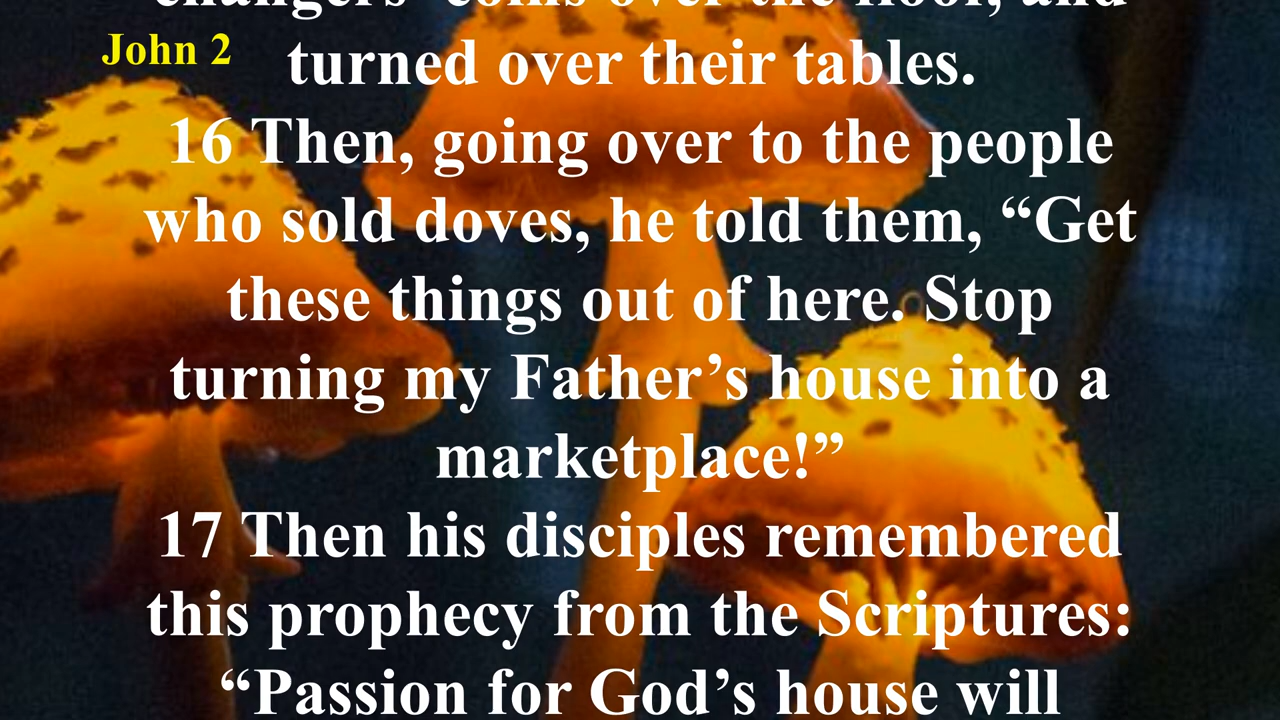 changers’ coins over the floor, and
John 2
turned over their tables.
16 Then, going over to the people
who sold doves, he told them, “Get
these things out of here. Stop
turning my Father’s house into a
marketplace!”
17 Then his disciples remembered
this prophecy from the Scriptures:
“Passion for God’s house will